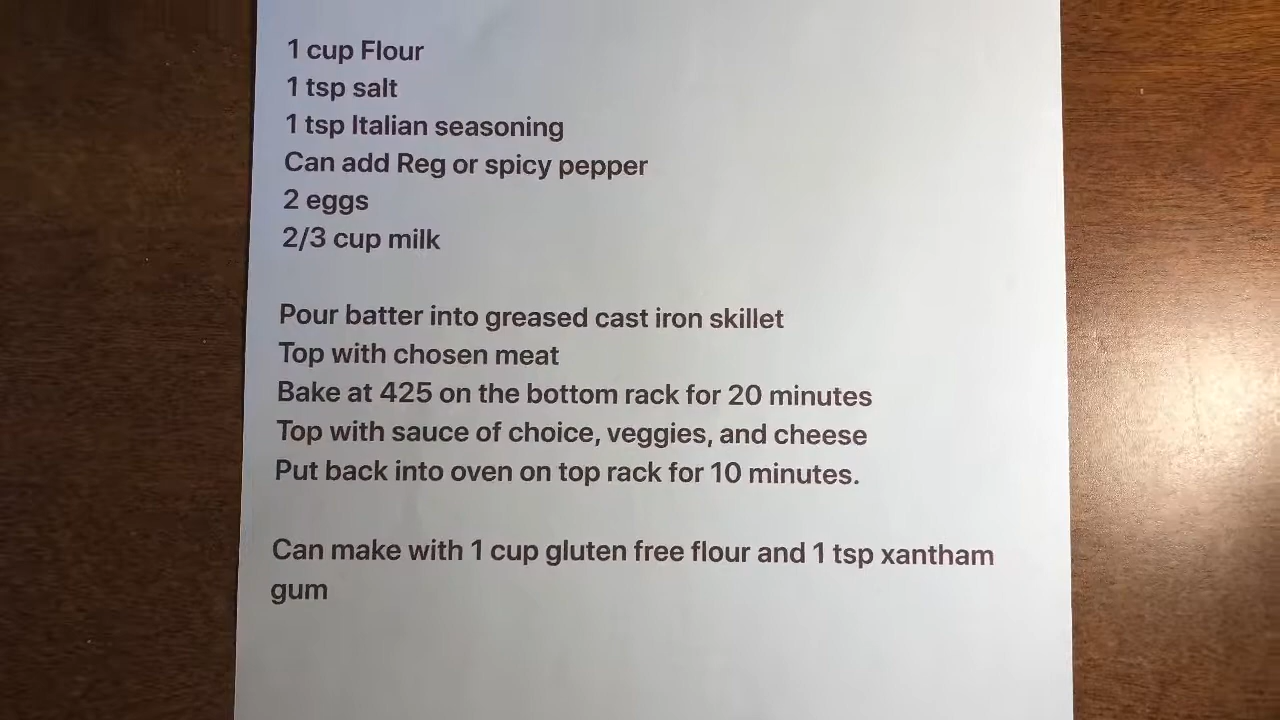 1 cup Flour
1 tsp salt
1 tsp Italian seasoning
Can add Reg or spicy pepper
2 eggs
2/3 cup milk
Pour batter into greased cast iron skillet
Top with chosen meat
Bake at 425 on the bottom rack for 20 minutes
Top with sauce of choice, veggies, and cheese
Put back into oven on top rack for 10 minutes.
Can make with 1 cup gluten free flour and 1 tsp xantham
gum